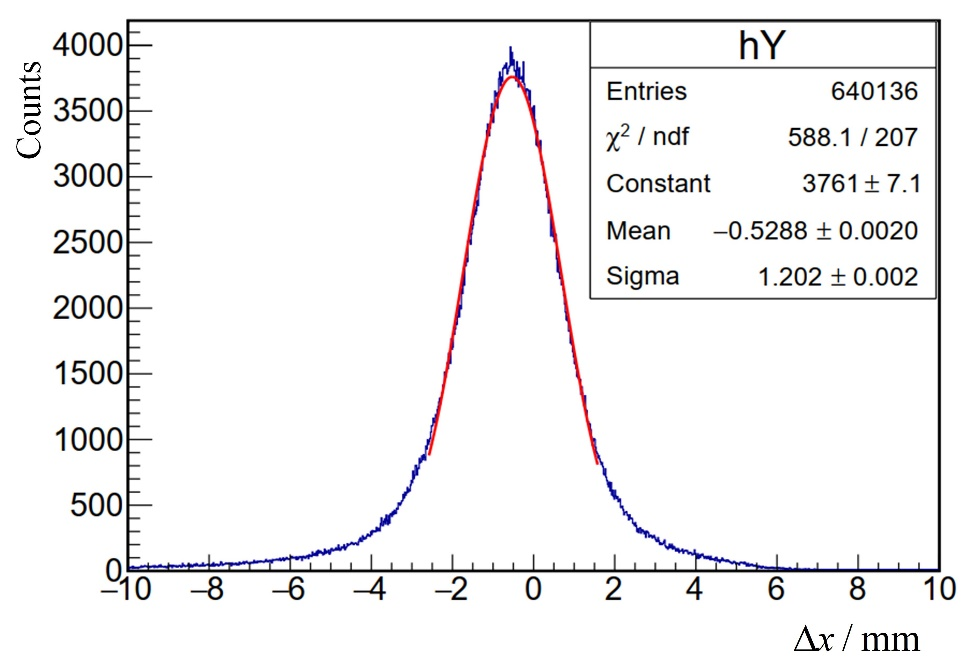 hY
Entries 640136
χ² / ndf 588.1 / 207
Constant 3761 ± 7.1
Mean −0.5288 ± 0.0020
Sigma 1.202 ± 0.002
Counts
4000
3500
3000
2500
2000
1500
1000
500
0
−10 −8 −6 −4 −2 0 2 4 6 8 10
Δx / mm